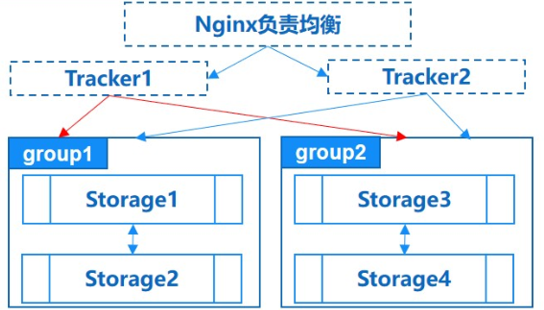 Nginx负责均衡
Tracker1
Tracker2
group1
group2
Storage1
Storage3
Storage2
Storage4